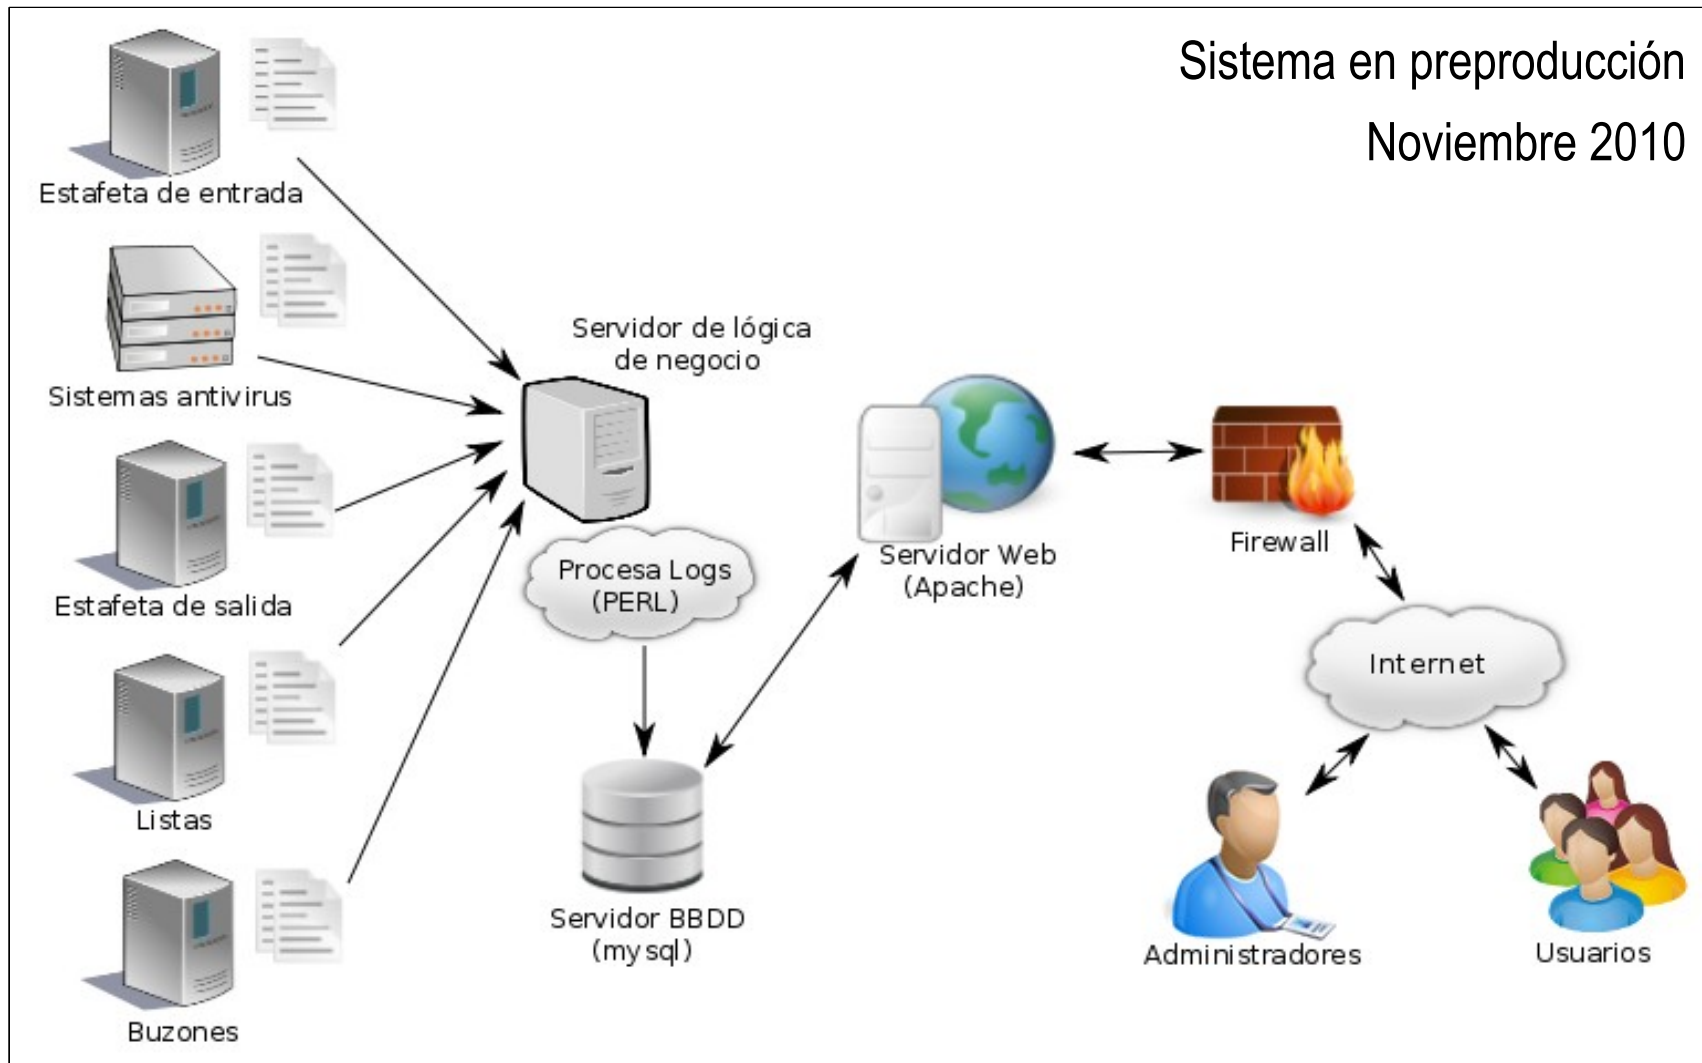 Sistema en preproducción
Noviembre 2010
Estafeta de entrada
Sistemas antivirus
Estafeta de salida
Listas
Buzones
Servidor de lógica
de negocio
Procesa Logs
(PERL)
Servidor BBDD
(mysql)
Servidor Web
(Apache)
Firewall
Internet
Administradores
Usuarios